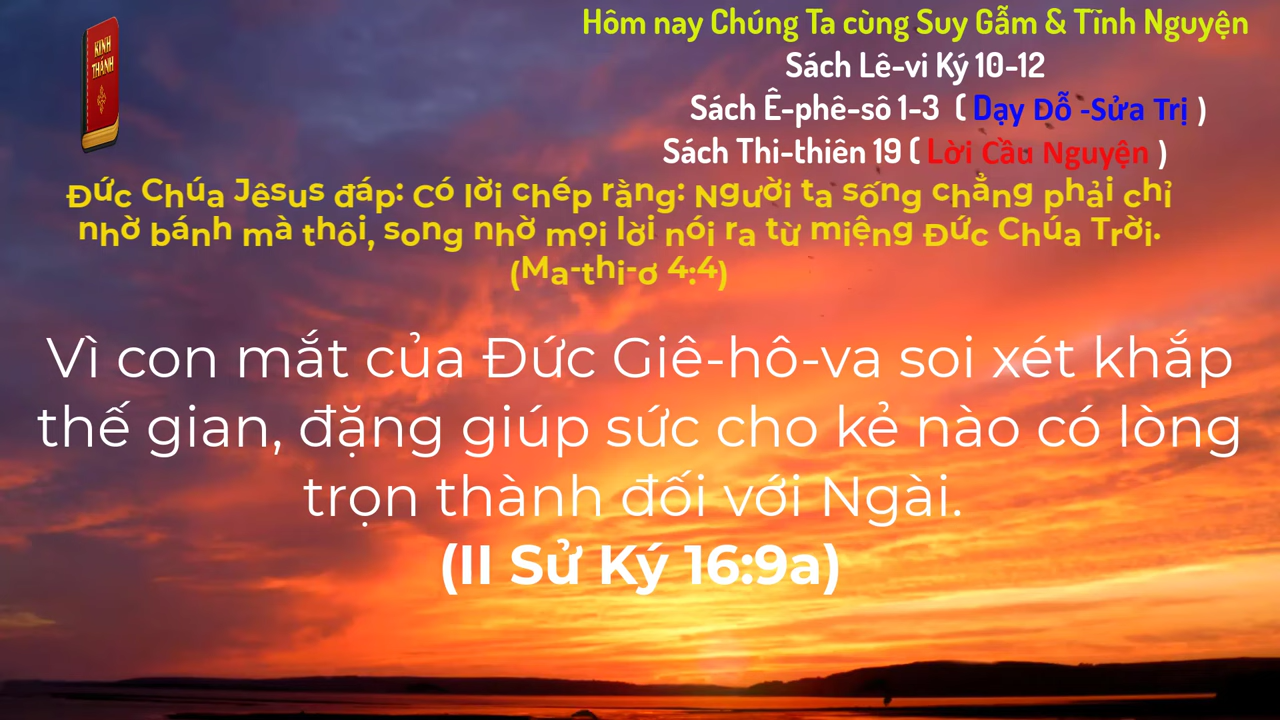 KINH
THÁNH
Hôm nay Chúng Ta cùng Suy Gẫm & Tĩnh Nguyện
Sách Lê-vi Ký 10-12
Sách Ê-phê-sô 1-3 ( Dạy Đỗ -Sửa Trị )
Sách Thi-thiên 19 ( Lời Cầu Nguyện )
Đức Chúa Jêsus đáp: Có lời chép rằng: Người ta sống chẳng phải chỉ
nhờ bánh mà thôi, song nhờ mọi lời nói ra từ miệng Đức Chúa Trời.
(Ma-thi-ơ 4:4)
Vì con mắt của Đức Giê-hô-va soi xét khắp
thế gian, đặng giúp sức cho kẻ nào có lòng
trọn thành đối với Ngài.
(II Sử Ký 16:9a)